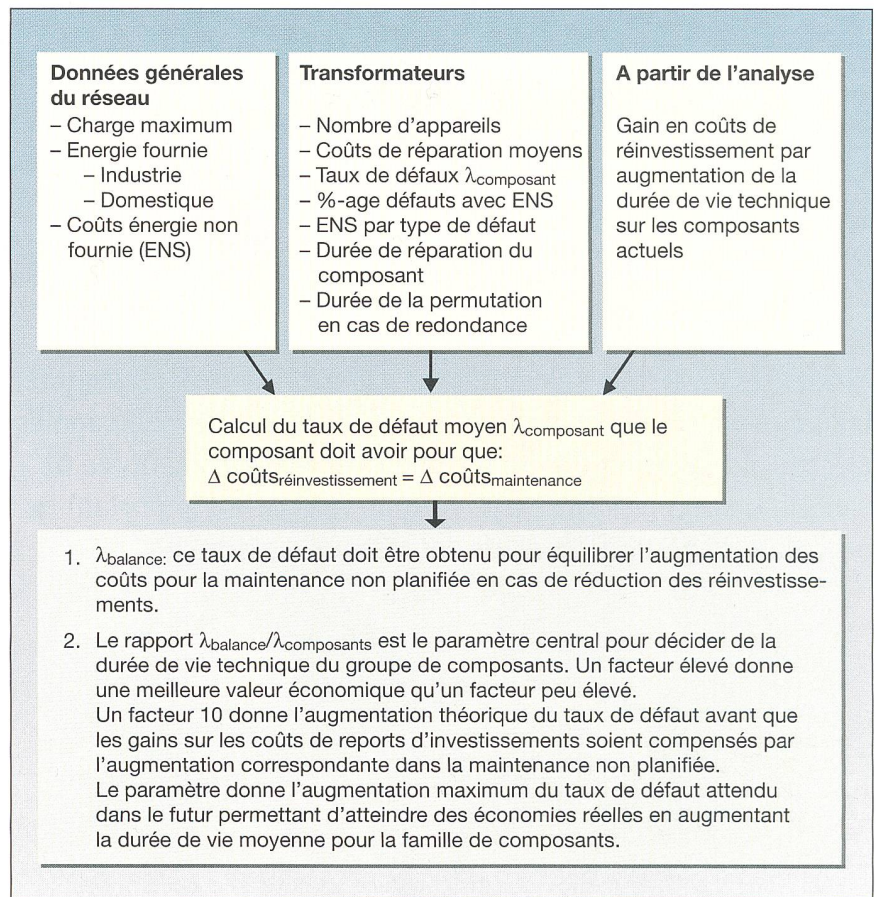 Données générales
du réseau
– Charge maximum
– Energie fournie
– Industrie
– Domestique
– Coûts énergie non
fournie (ENS)
Transformateurs
– Nombre d'appareils
– Coûts de réparation moyens
– Taux de défaux λcomposant
– %-age défauts avec ENS
– ENS par type de défaut
– Durée de réparation du
composant
– Durée de la permutation
en cas de redondance
A partir de l'analyse
Gain en coûts de
réinvestissement par
augmentation de la
durée de vie technique
sur les composants
actuels
Calcul du taux de défaut moyen λcomposant que le
composant doit avoir pour que:
Δ coûtsréinvestissement = Δ coûtsmaintenance
1. λbalance: ce taux de défaut doit être obtenu pour équilibrer l'augmentation des
coûts pour la maintenance non planifiée en cas de réduction des réinvestisse-
ments.
2. Le rapport λbalance/λcomposants est le paramètre central pour décider de la
durée de vie technique du groupe de composants. Un facteur élevé donne
une meilleure valeur économique qu'un facteur peu élevé.
Un facteur 10 donne l'augmentation théorique du taux de défaut avant que
les gains sur les coûts de reports d'investissements soient compensés par
l'augmentation correspondante dans la maintenance non planifiée.
Le paramètre donne l'augmentation maximum du taux de défaut attendu
dans le futur permettant d'atteindre des économies réelles en augmentant
la durée de vie moyenne pour la famille de composants.